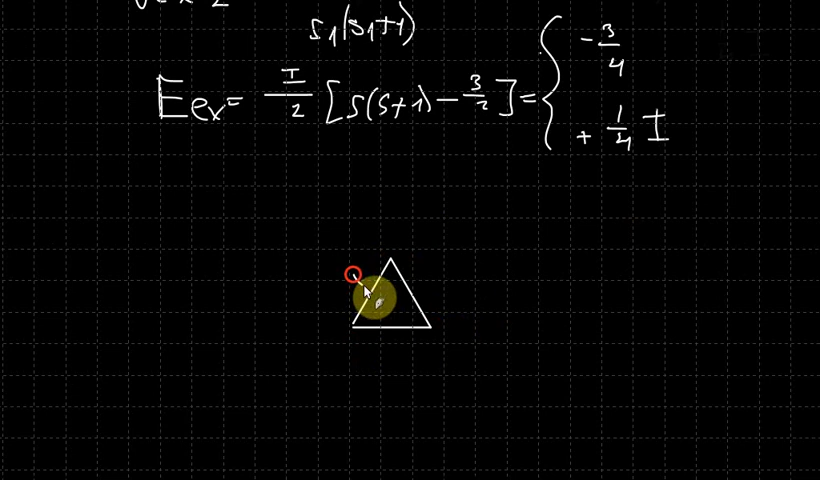 S₁(S₁+1)
Eex = I/2 [S(S+1) - 3/2] = { -3/4
+ 1/4 I